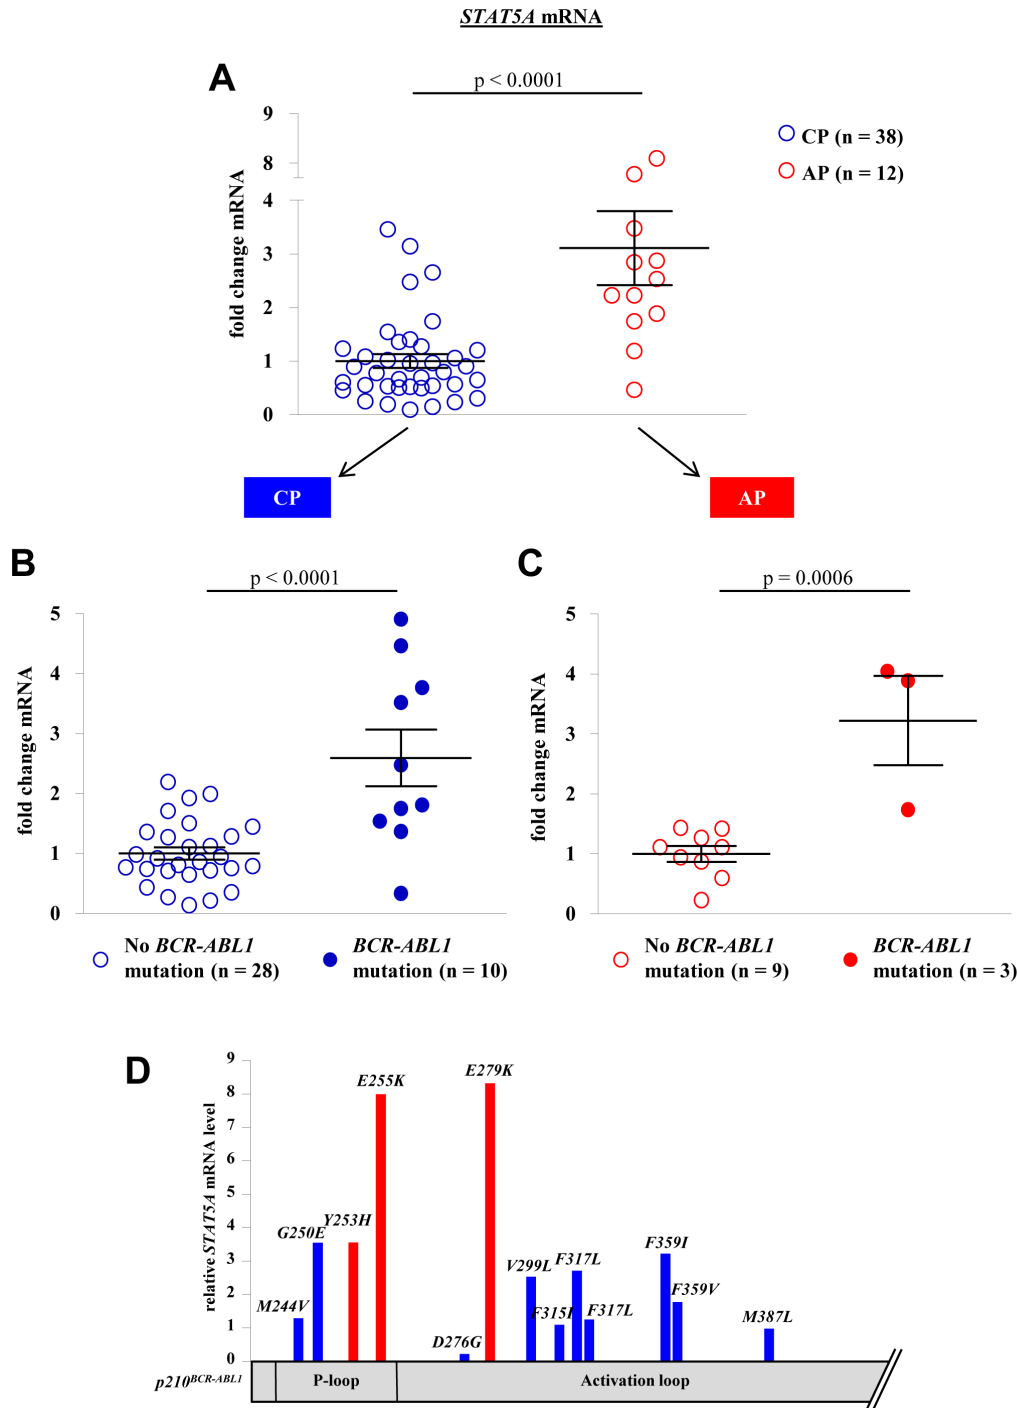 STAT5A mRNA
A
p < 0.0001
fold change mRNA
9
8
4
3
2
1
0
CP (n = 38)
AP (n = 12)
CP
AP
B
p < 0.0001
fold change mRNA
5
4
3
2
1
0
No BCR-ABL1
mutation (n = 28)
BCR-ABL1
mutation (n = 10)
C
p = 0.0006
fold change mRNA
5
4
3
2
1
0
No BCR-ABL1
mutation (n = 9)
BCR-ABL1
mutation (n = 3)
D
relative STAT5A mRNA level
9
8
7
6
5
4
3
2
1
0
M244V
G250E
Y253H
E255K
D276G
E279K
V299L
F317L
F317L
F359I
F359V
M387L
p210BCR-ABL1
P-loop
Activation loop